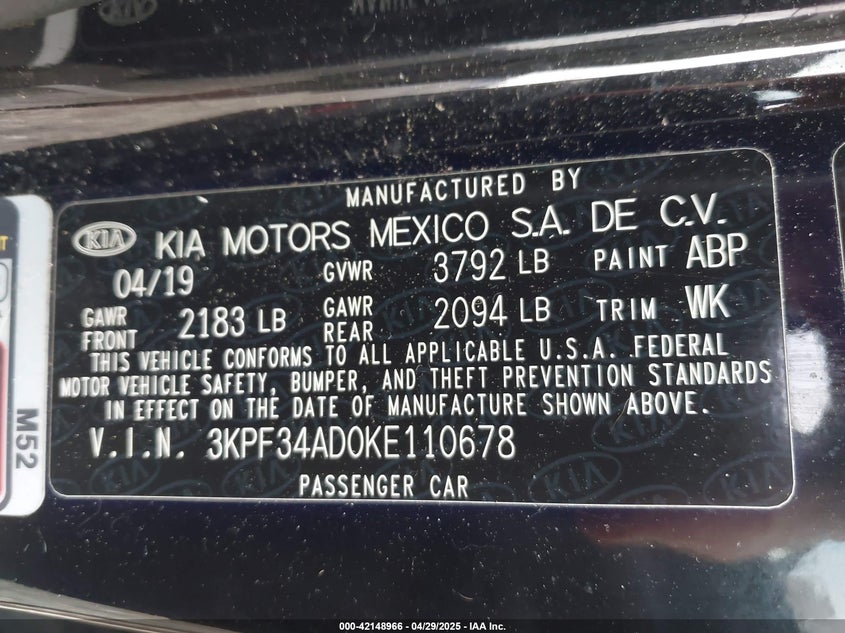 MANUFACTURED BY
KIA KIA MOTORS MEXICO S.A. DE C.V.
04/19 GVWR 3792 LB PAINT ABP
GAWR FRONT 2183 LB GAWR REAR 2094 LB TRIM WK
THIS VEHICLE CONFORMS TO ALL APPLICABLE U.S.A. FEDERAL
MOTOR VEHICLE SAFETY, BUMPER, AND THEFT PREVENTION STANDARDS
IN EFFECT ON THE DATE OF MANUFACTURE SHOWN ABOVE.
V.I.N. 3KPF34AD0KE110678
PASSENGER CAR
M52
000-42148966 - 04/29/2025 - IAA Inc.